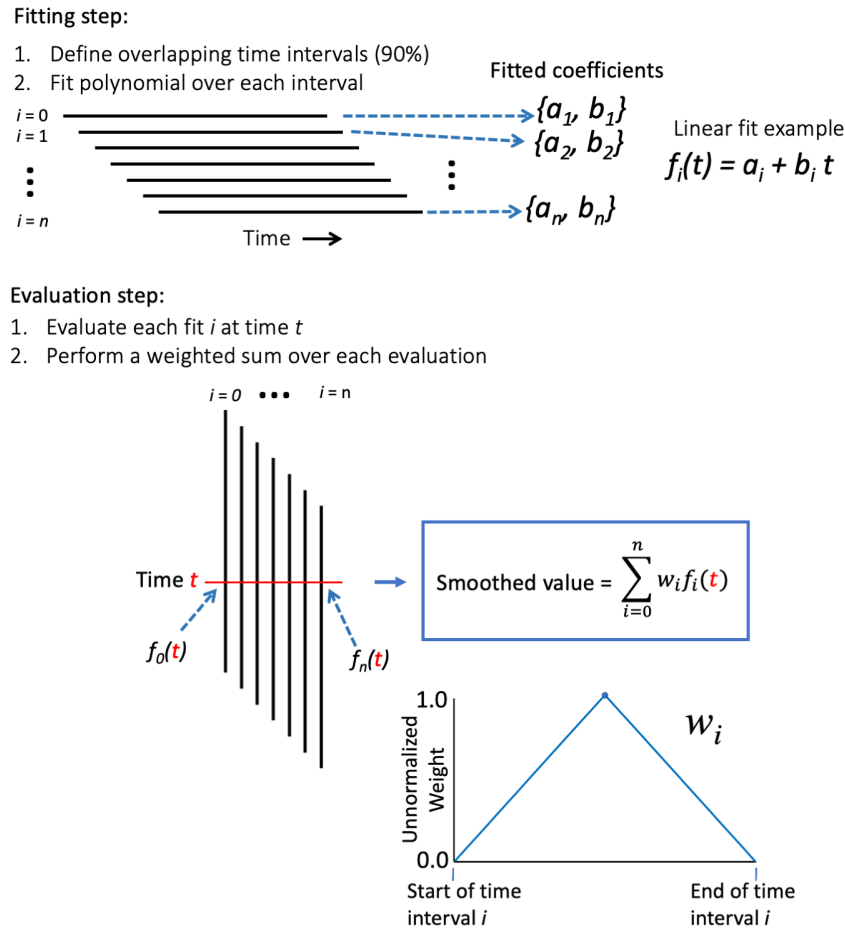 Fitting step:
1. Define overlapping time intervals (90%)
2. Fit polynomial over each interval
Fitted coefficients
i = 0
{a₁, b₁}
i = 1
{a₂, b₂}
Linear fit example
fᵢ(t) = aᵢ + bᵢ t
i = n
{aₙ, bₙ}
Time
Evaluation step:
1. Evaluate each fit i at time t
2. Perform a weighted sum over each evaluation
i = 0 ••• i = n
Time t
Smoothed value = ∑ⁿᵢ₌₀ wᵢfᵢ(t)
f₀(t)
fₙ(t)
1.0
wᵢ
Unnormalized
Weight
0.0
Start of time
interval i
End of time
interval i